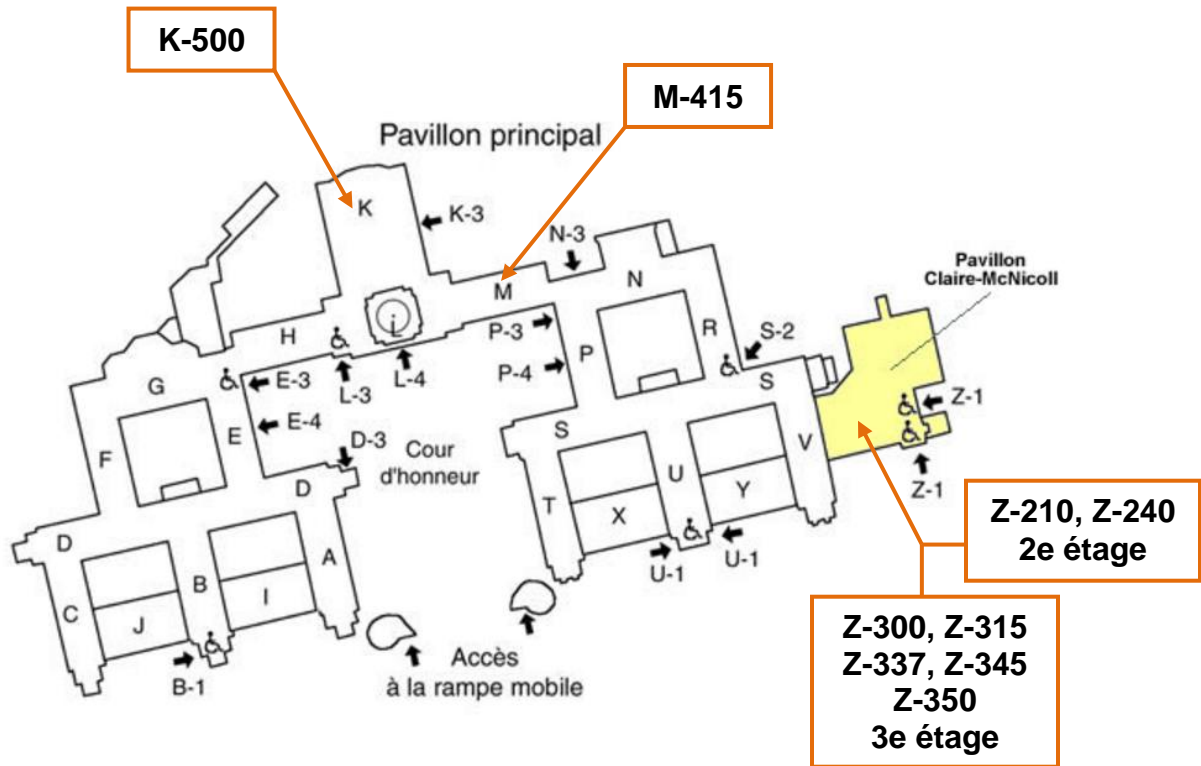 K-500
M-415
Pavillon principal
K
K-3
N-3
N
M
Pavillon
Claire-McNicoll
L
H
P-3
R
S-2
P
P-4
S
G
E-3
L-3
L-4
Z-1
E
E-4
D-3
Cour
d'honneur
S
V
F
D
U
Y
Z-1
T
X
Z-210, Z-240
2e étage
D
B
A
I
U-1
U-1
C
J
Z-300, Z-315
Z-337, Z-345
Z-350
3e étage
B-1
Accès
à la rampe mobile